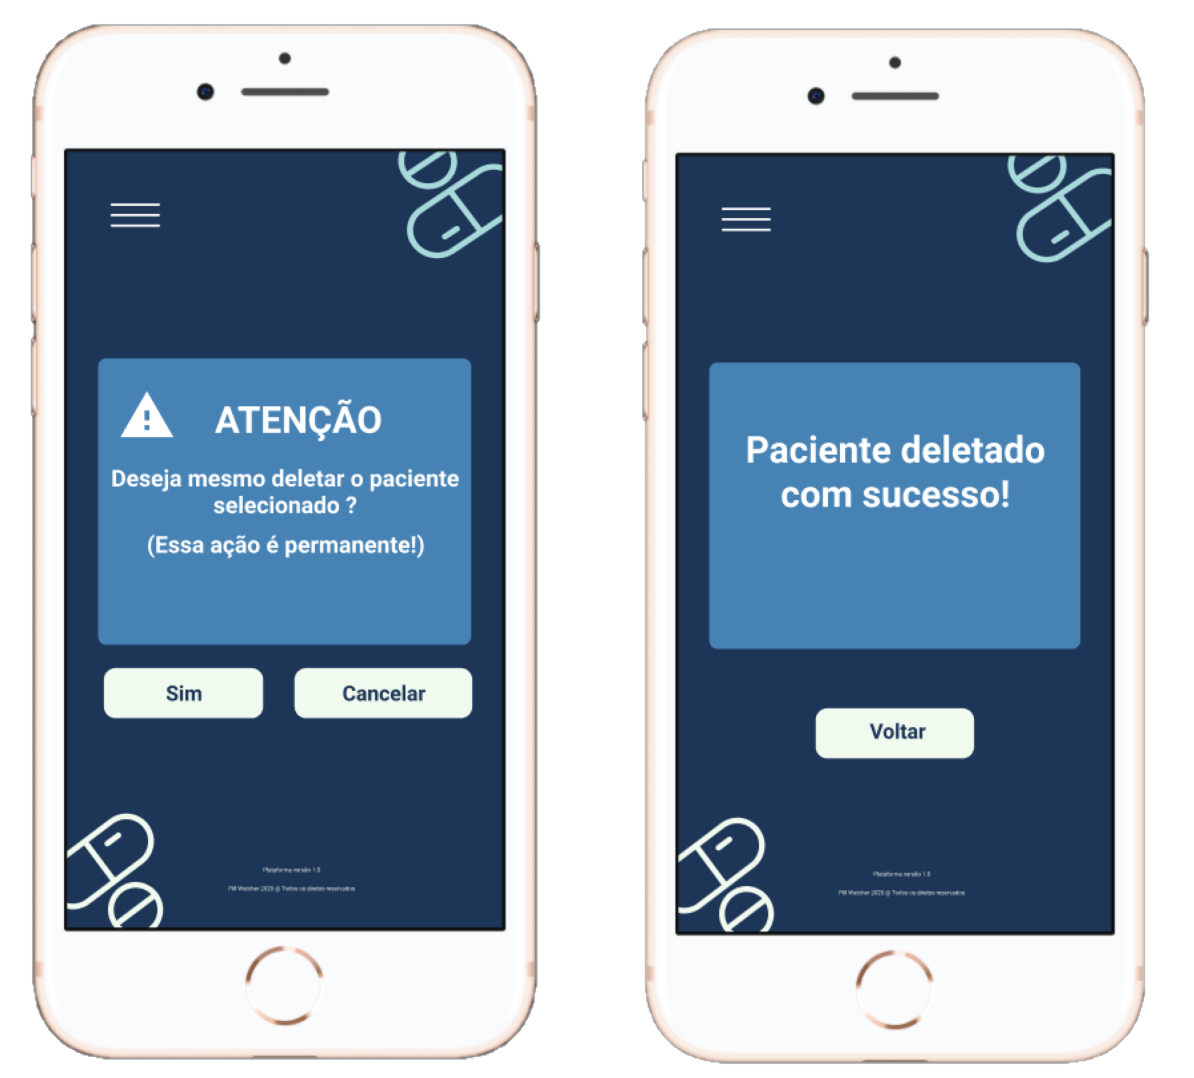 ATENÇÃO
Deseja mesmo deletar o paciente
selecionado ?
(Essa ação é permanente!)
Sim
Cancelar
Plataforma versão 1.0
Pill Watcher 2020 @ Todos os direitos reservados
Paciente deletado
com sucesso!
Voltar
Plataforma versão 1.0
Pill Watcher 2020 @ Todos os direitos reservados